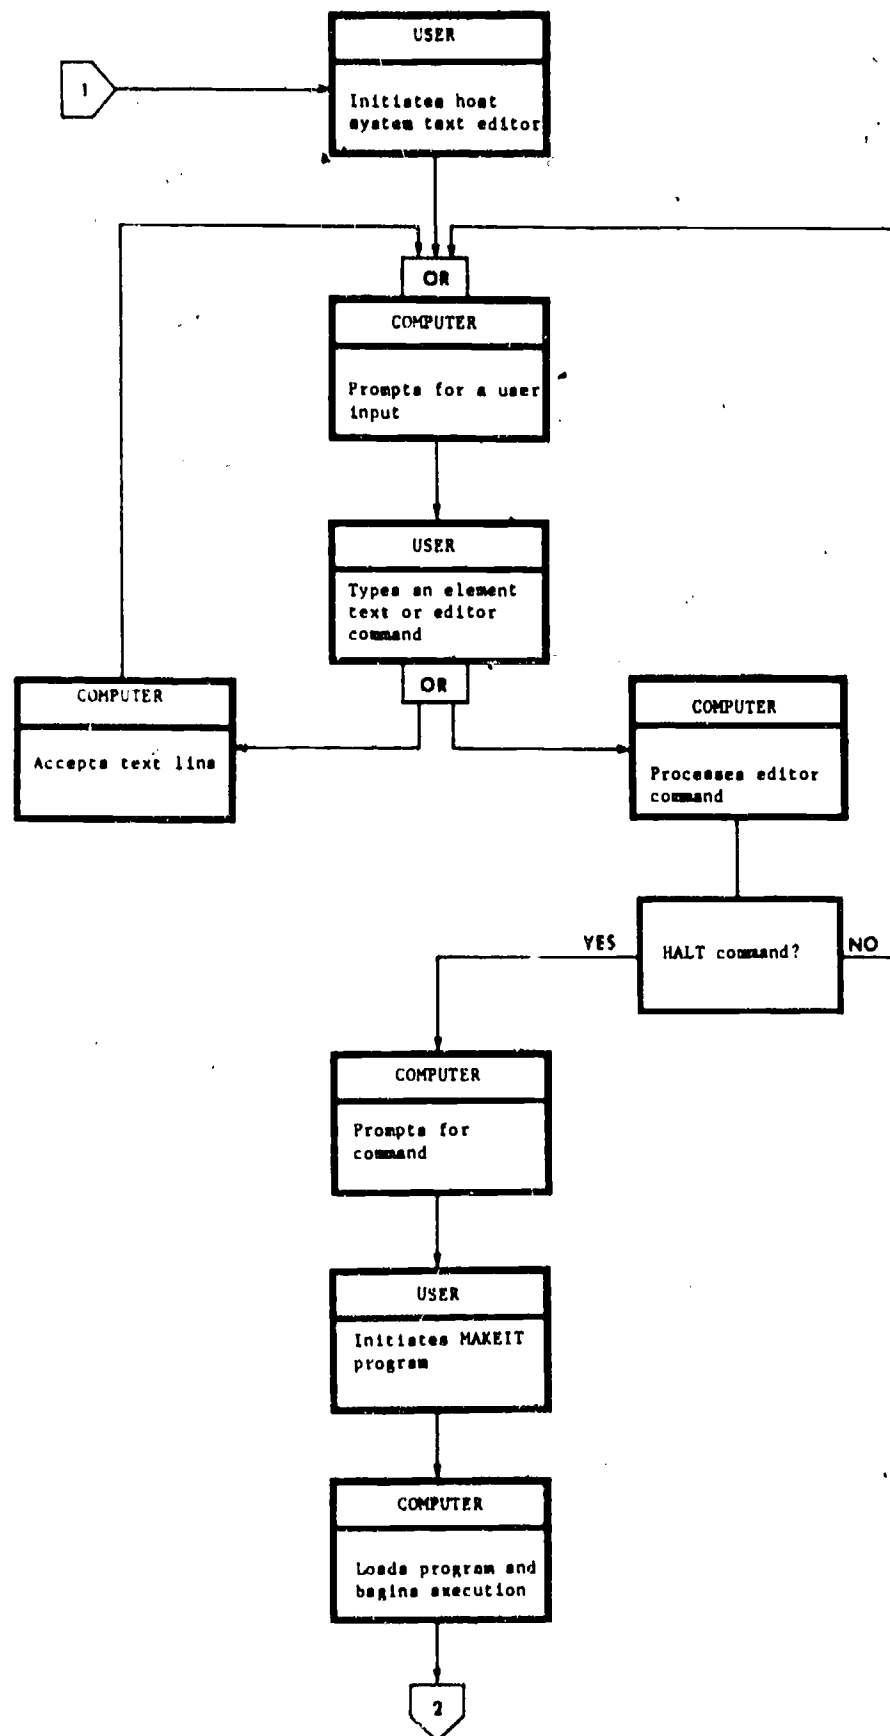 USER
1
Initiates host
system text editor
OR
COMPUTER
Prompts for a user
input
USER
Types an element
text or editor
command
OR
COMPUTER
Accepts text line
COMPUTER
Processes editor
command
YES
HALT command?
NO
COMPUTER
Prompts for
command
USER
Initiates MAKEIT
program
COMPUTER
Loads program and
begins execution
2